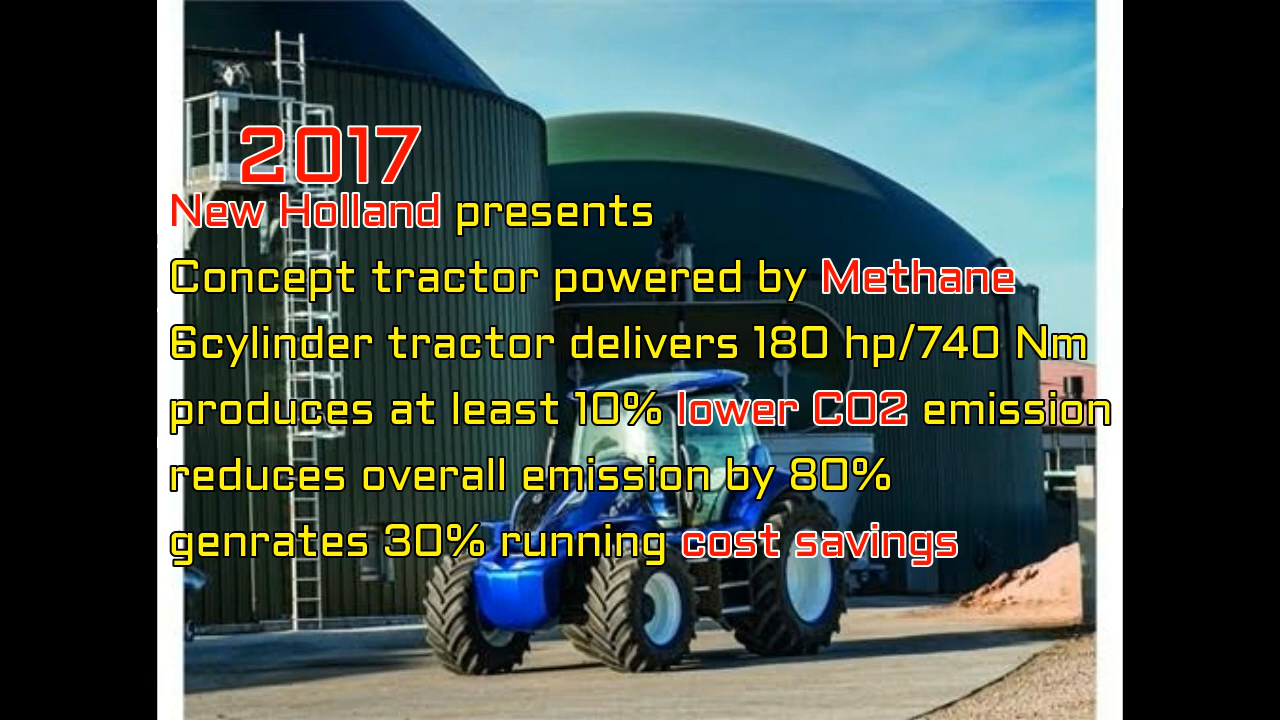 2017
New Holland presents
Concept tractor powered by Methane
6cylinder tractor delivers 180 hp/740 Nm
produces at least 10% lower CO2 emission
reduces overall emission by 80%
genrates 30% running cost savings